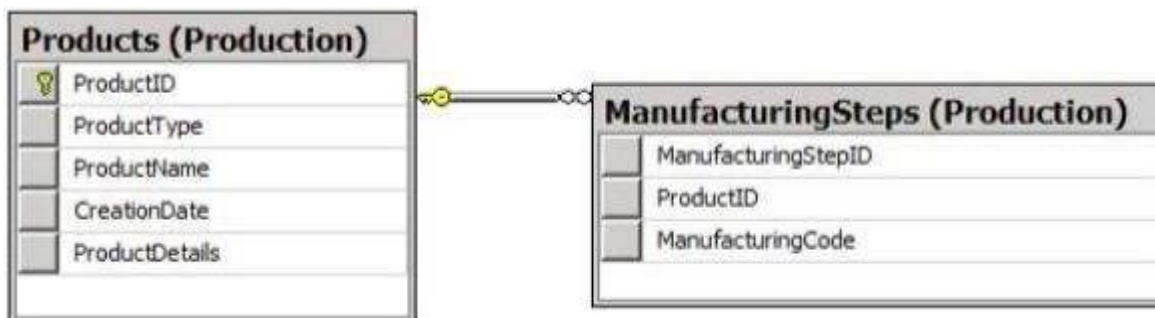 Products (Production)
ProductID
ProductType
ProductName
CreationDate
ProductDetails
ManufacturingSteps (Production)
ManufacturingStepID
ProductID
ManufacturingCode